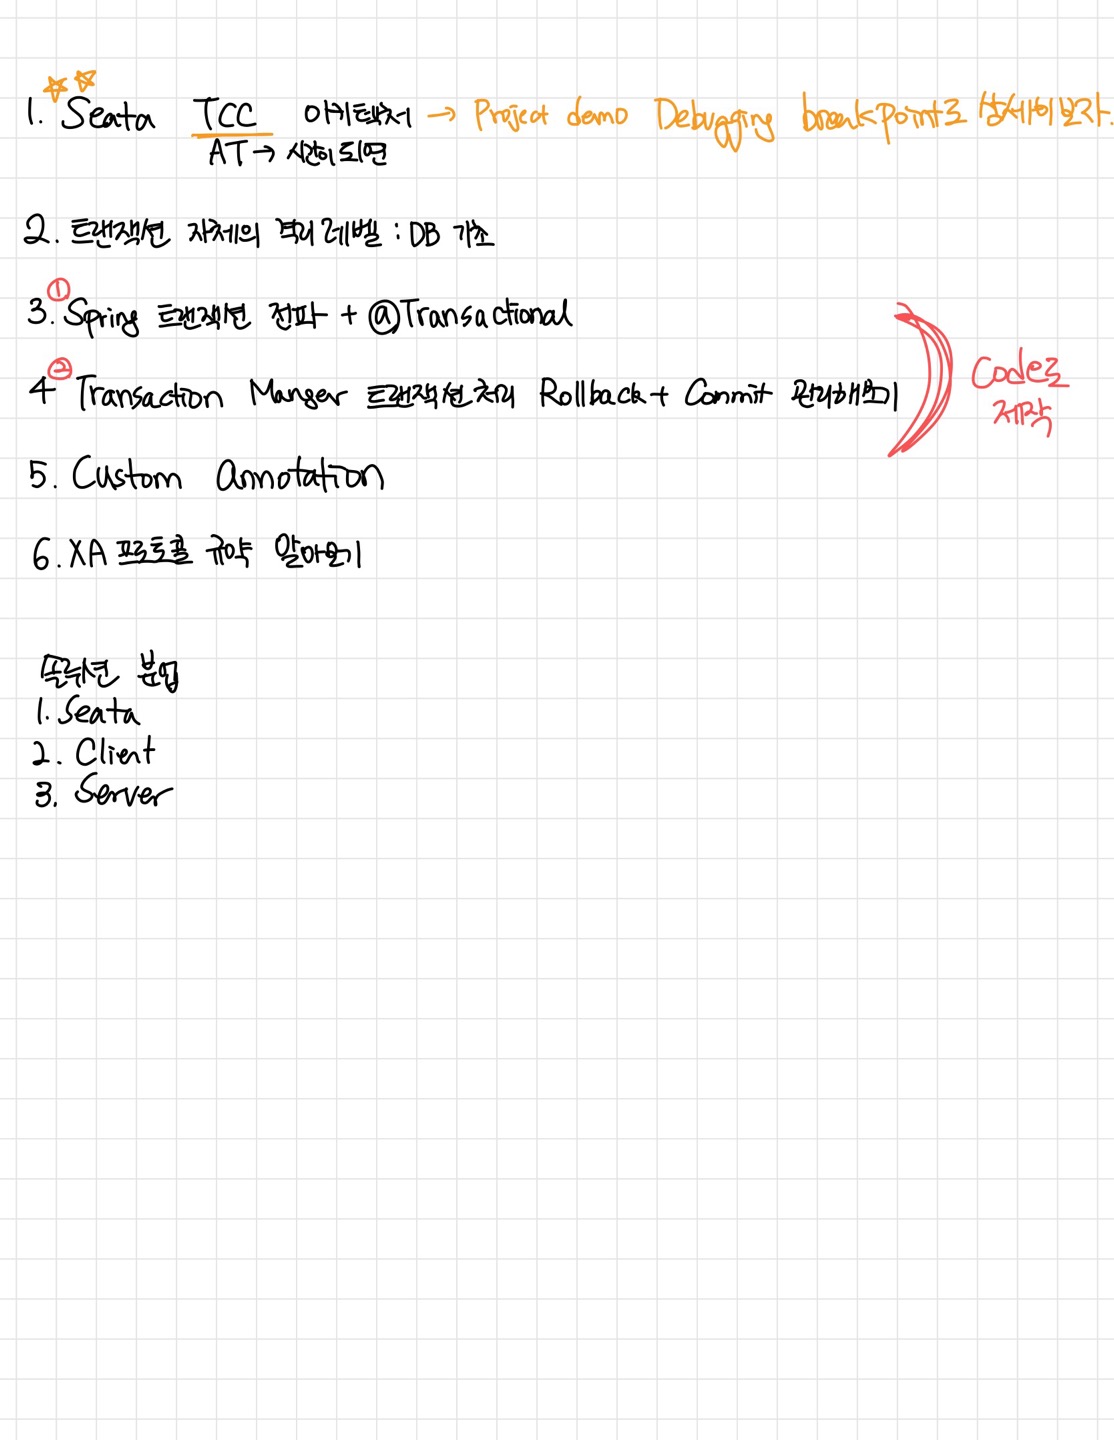 1. Seata TCC 아키텍처 → Project demo Debugging breakpoint로 상세히보자.
AT → 시간이 되면
2. 트랜잭션 자체의 격리 레벨 : DB 기초
①
3. Spring 트랜잭션 전파 + @Transactional
②
4 Transaction Manger 트랜잭션 처리 Rollback + Commit 관리해보기
Code로
제작
5. Custom Annotation
6. XA 프로토콜 규약 알아보기
솔루션 분업
1. Seata
2. Client
3. Server